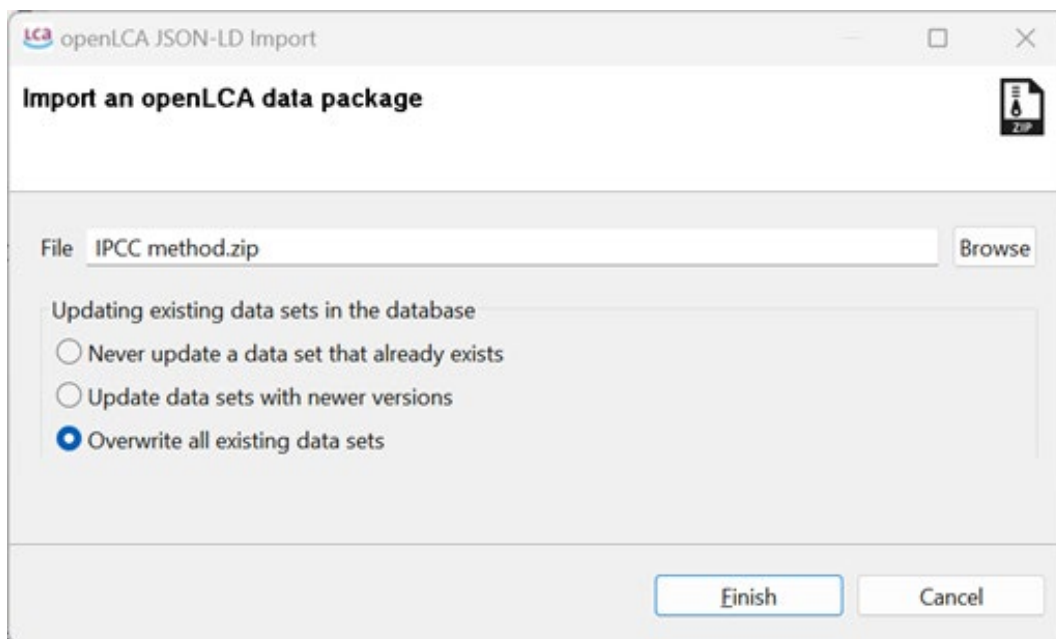 LCA openLCA JSON-LD Import
Import an openLCA data package
ZIP
File IPCC method.zip Browse
Updating existing data sets in the database
Never update a data set that already exists
Update data sets with newer versions
Overwrite all existing data sets
Finish Cancel